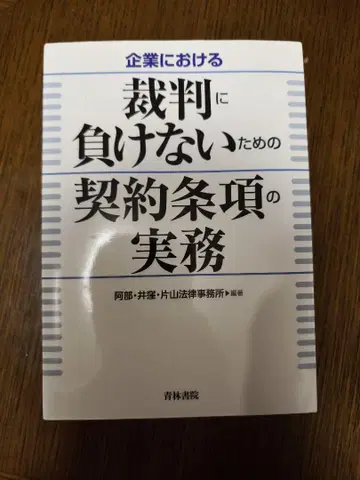 企業における
裁判に
負けないための
契約条項の
実務
阿部・井窪・片山法律事務所▶編著
青林書院